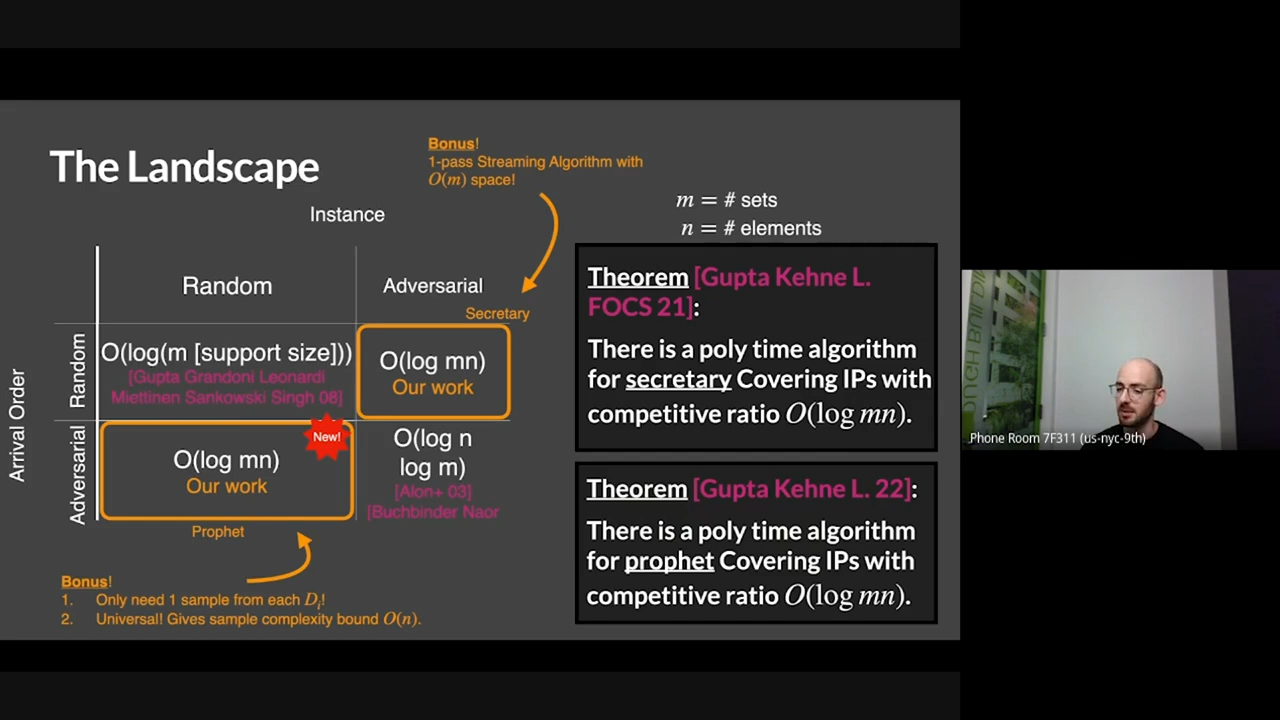 The Landscape
Bonus!
1-pass Streaming Algorithm with
O(m) space!
Instance
m = # sets
n = # elements
Random
Adversarial
Secretary
Arrival Order
Random
O(log(m [support size]))
[Gupta Grandoni Leonardi
Miettinen Sankowski Singh 08]
O(log mn)
Our work
Adversarial
New!
O(log mn)
Our work
O(log n
log m)
[Alon+ 03]
[Buchbinder Naor
Prophet
Bonus!
1. Only need 1 sample from each Di!
2. Universal! Gives sample complexity bound O(n).
Theorem [Gupta Kehne L.
FOCS 21]:
There is a poly time algorithm
for secretary Covering IPs with
competitive ratio O(log mn).
Theorem [Gupta Kehne L. 22]:
There is a poly time algorithm
for prophet Covering IPs with
competitive ratio O(log mn).
Phone Room 7F311 (us-nyc-9th)